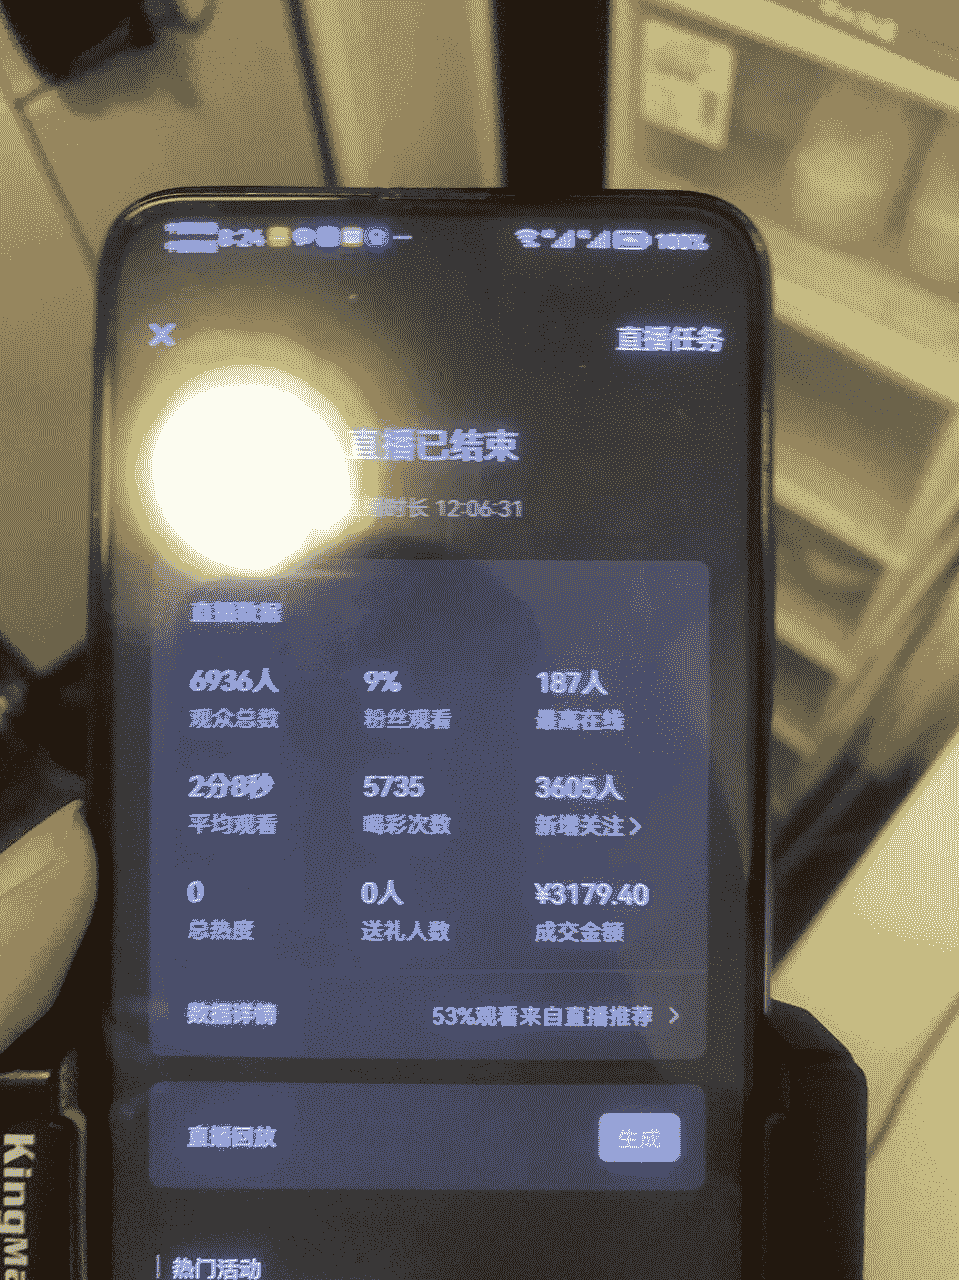 8:24
100%
直播任务
直播已结束
时长 12:06:31
6936人 9% 187人
观众总数 粉丝观看 最高在线
2分8秒 5735 3605人
平均观看 喝彩次数 新增关注>
0 0人 ¥3179.40
总热度 送礼人数 成交金额
数据详情 53%观看来自直播推荐 >
直播回放 生成
热门活动
KingMa